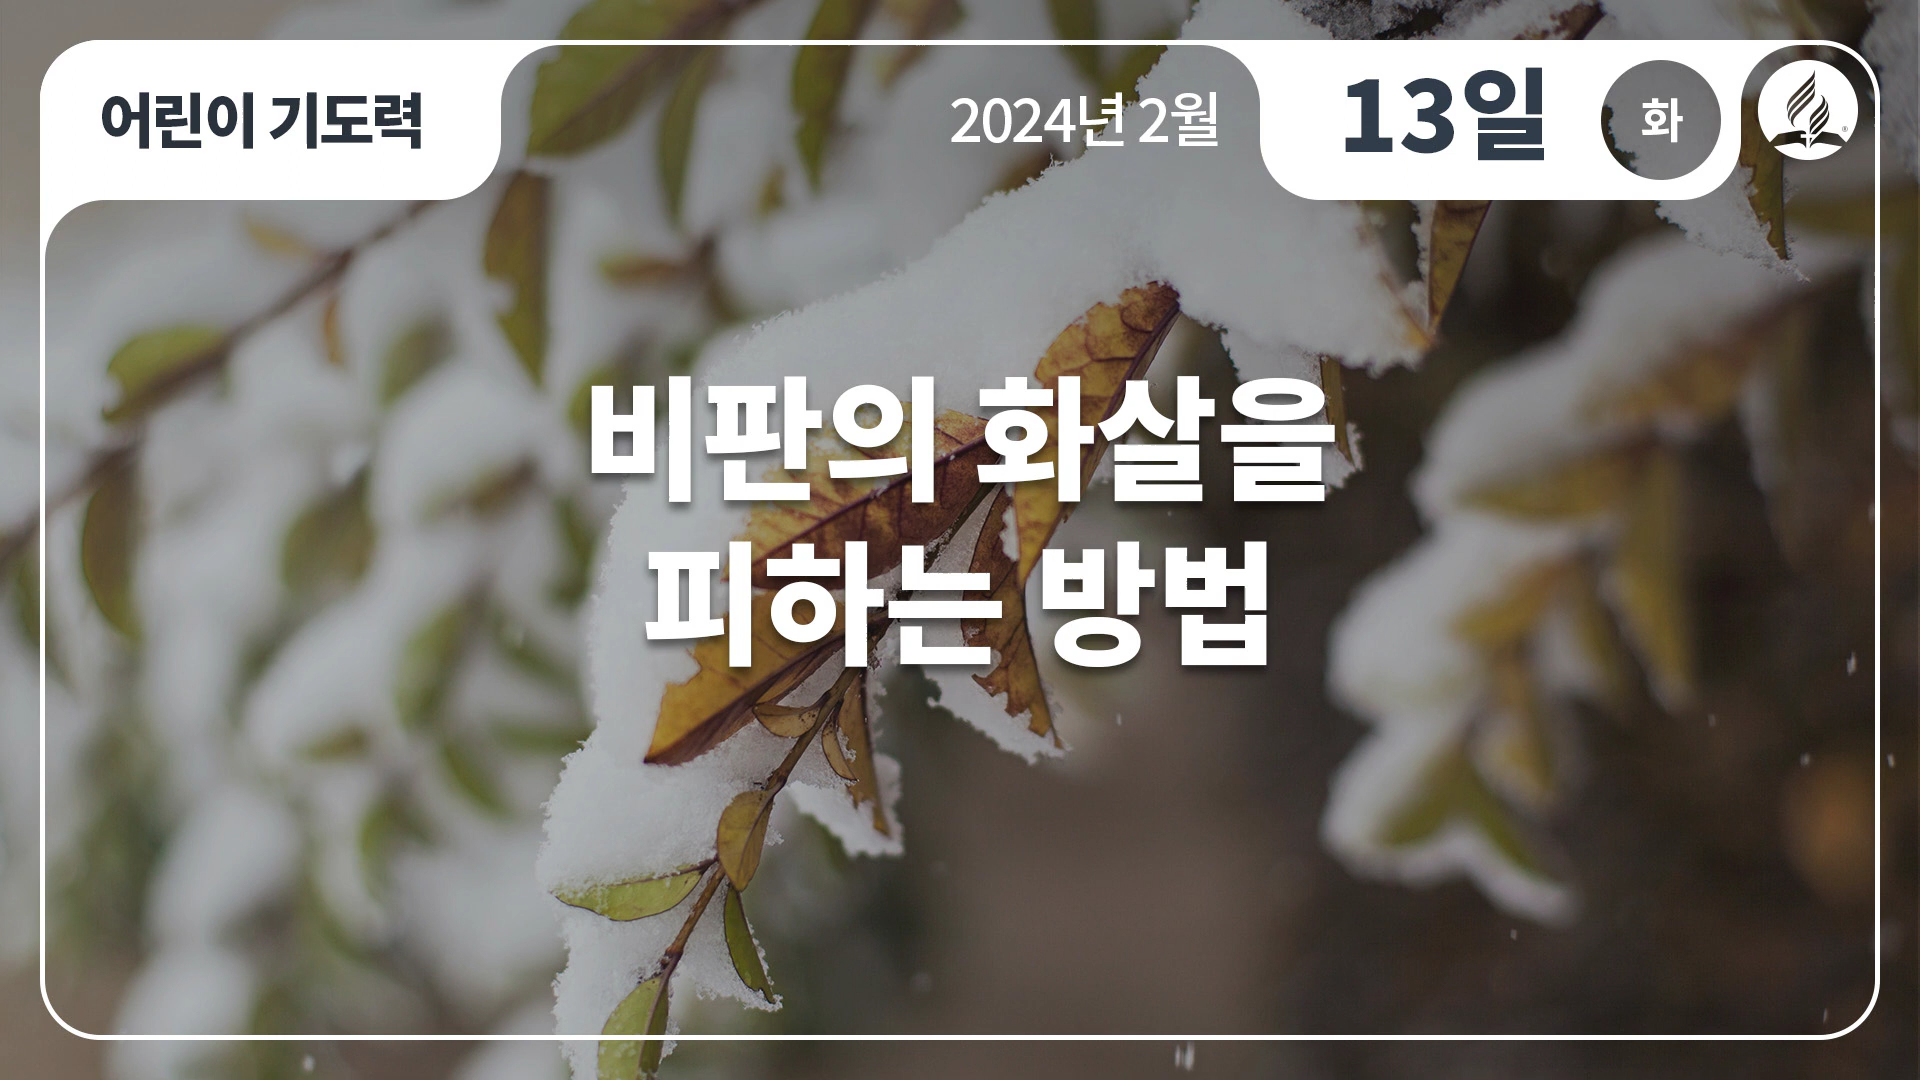 어린이 기도력
2024년 2월
13일
화
비판의 화살을
피하는 방법